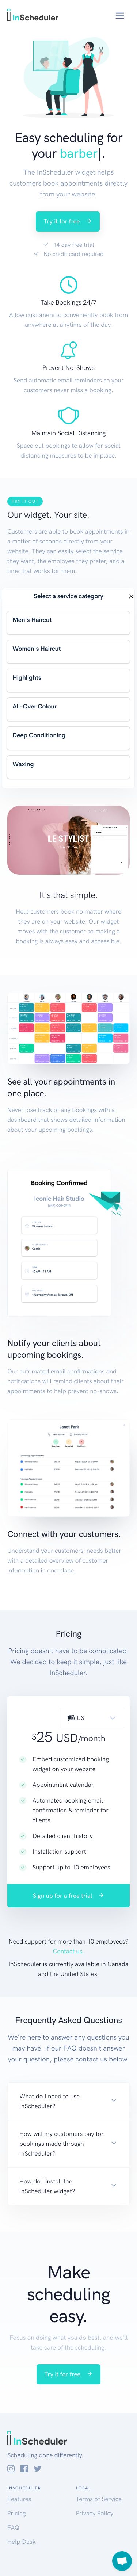 InScheduler
Easy scheduling for
your barber|.
The InScheduler widget helps
customers book appointments directly
from your website.
Try it for free →
14 day free trial
No credit card required
Take Bookings 24/7
Allow customers to conveniently book from
anywhere at anytime of the day.
Prevent No-Shows
Send automatic email reminders so your
customers never miss a booking.
Maintain Social Distancing
Space out bookings to allow for social
distancing measures to be in place.
TRY IT OUT
Our widget. Your site.
Customers are able to book appointments in
a matter of seconds directly from your
website. They can easily select the service
they want, the employee they prefer, and a
time that works for them.
Select a service category
Men's Haircut
Women's Haircut
Highlights
All-Over Colour
Deep Conditioning
Waxing
LE STYLIST
It's that simple.
Help customers book no matter where
they are on your website. Our widget
moves with the customer so making a
booking is always easy and accessible.
See all your appointments in
one place.
Never lose track of any bookings with a
dashboard that shows detailed information
about your upcoming bookings.
Booking Confirmed
Iconic Hair Studio
Notify your clients about
upcoming bookings.
Our automated email confirmations and
notifications will remind clients about their
appointments to help prevent no-shows.
Janet Park
Connect with your customers.
Understand your customers' needs better
with a detailed overview of customer
information in one place.
Pricing
Pricing doesn't have to be complicated.
We decided to keep it simple, just like
InScheduler.
US
$25 USD/month
Embed customized booking
widget on your website
Appointment calendar
Automated booking email
confirmation & reminder for
clients
Detailed client history
Installation support
Support up to 10 employees
Sign up for a free trial →
Need support for more than 10 employees?
Contact us.
InScheduler is currently available in Canada
and the United States.
Frequently Asked Questions
We're here to answer any questions you
may have. If our FAQ doesn't answer
your question, please contact us below.
What do I need to use
InScheduler?
How will my customers pay for
bookings made through
InScheduler?
How do I install the
InScheduler widget?
Make
scheduling
easy.
Focus on doing what you do best, and we'll
take care of the scheduling.
Try it for free →
InScheduler
Scheduling done differently.
INSCHEDULER
LEGAL
Features
Terms of Service
Pricing
Privacy Policy
FAQ
Help Desk